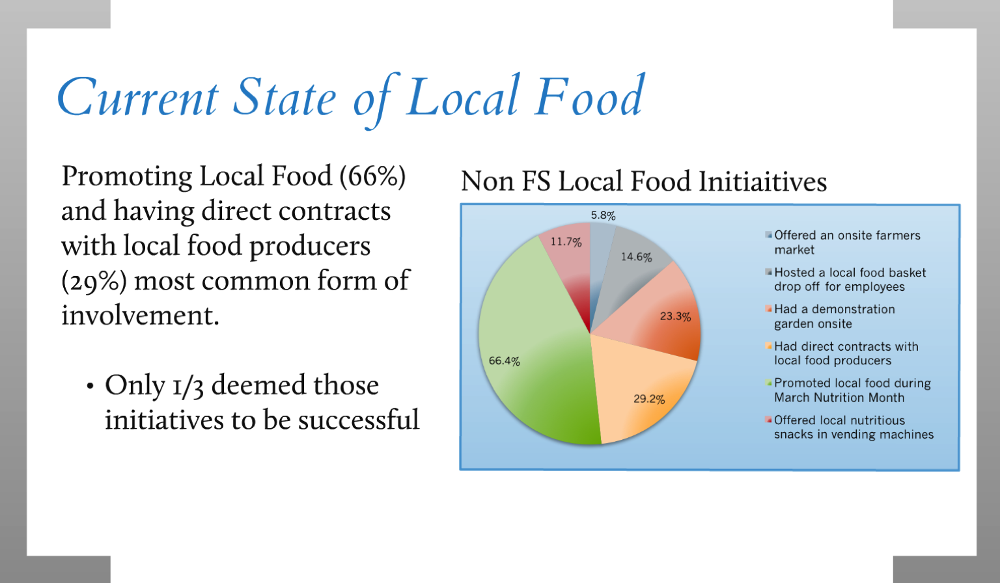 Current State of Local Food
Promoting Local Food (66%)
and having direct contracts
with local food producers
(29%) most common form of
involvement.
• Only 1/3 deemed those
initiatives to be successful
Non FS Local Food Initiaitives
5.8%
11.7%
14.6%
23.3%
66.4%
29.2%
Offered an onsite farmers
market
Hosted a local food basket
drop off for employees
Had a demonstration
garden onsite
Had direct contracts with
local food producers
Promoted local food during
March Nutrition Month
Offered local nutritious
snacks in vending machines